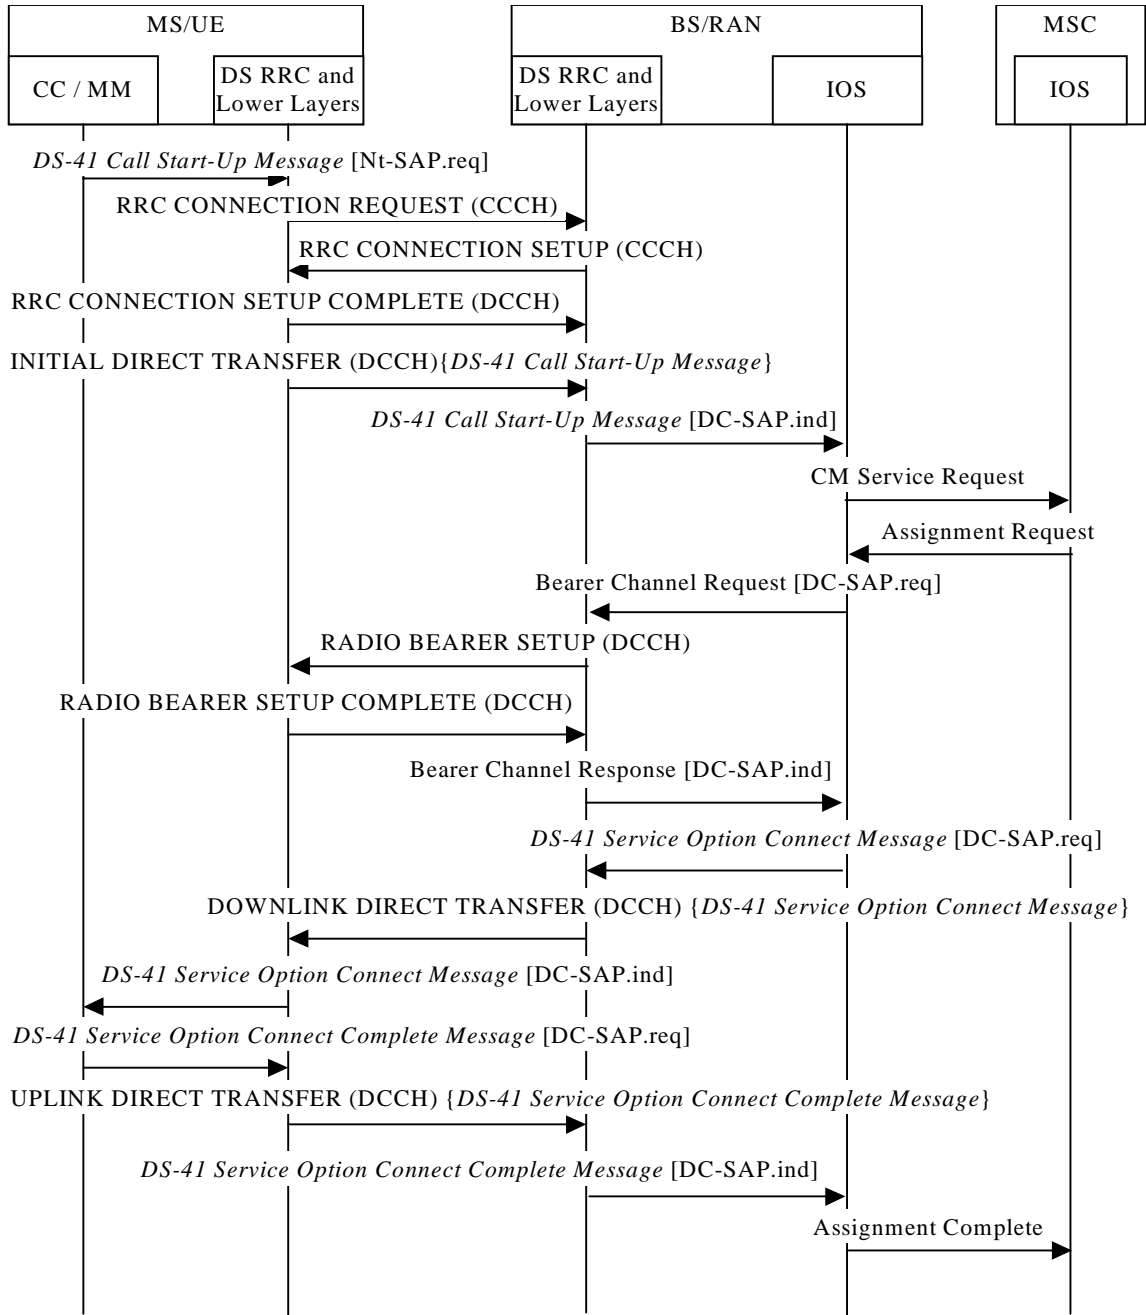 MS/UE
BS/RAN
MSC
CC / MM
DS RRC and
Lower Layers
DS RRC and
Lower Layers
IOS
IOS
DS-41 Call Start-Up Message [Nt-SAP.req]
RRC CONNECTION REQUEST (CCCH)
RRC CONNECTION SETUP (CCCH)
RRC CONNECTION SETUP COMPLETE (DCCH)
INITIAL DIRECT TRANSFER (DCCH){DS-41 Call Start-Up Message}
DS-41 Call Start-Up Message [DC-SAP.ind]
CM Service Request
Assignment Request
Bearer Channel Request [DC-SAP.req]
RADIO BEARER SETUP (DCCH)
RADIO BEARER SETUP COMPLETE (DCCH)
Bearer Channel Response [DC-SAP.ind]
DS-41 Service Option Connect Message [DC-SAP.req]
DOWNLINK DIRECT TRANSFER (DCCH) {DS-41 Service Option Connect Message}
DS-41 Service Option Connect Message [DC-SAP.ind]
DS-41 Service Option Connect Complete Message [DC-SAP.req]
UPLINK DIRECT TRANSFER (DCCH) {DS-41 Service Option Connect Complete Message}
DS-41 Service Option Connect Complete Message [DC-SAP.ind]
Assignment Complete